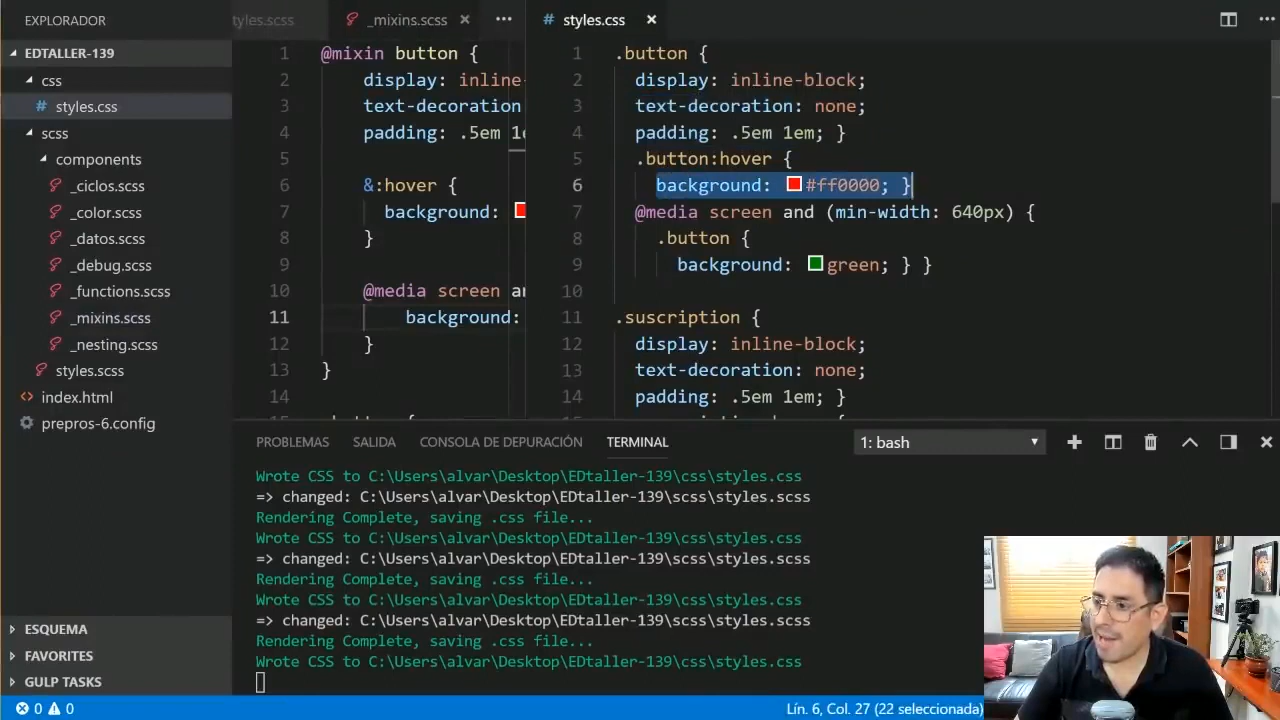 EXPLORADOR
EDTALLER-139
css
# styles.css
scss
components
_ciclos.scss
_color.scss
_datos.scss
_debug.scss
_functions.scss
_mixins.scss
_nesting.scss
styles.scss
<> index.html
prepros-6.config
ESQUEMA
FAVORITES
GULP TASKS
tyles.scss
_mixins.scss × ...
1 @mixin button {
2 display: inline-
3 text-decoration
4 padding: .5em 1e
5
6 &:hover {
7 background:
8 }
9
10 @media screen an
11 background:
12 }
13 }
14
# styles.css × ...
1 .button {
2 display: inline-block;
3 text-decoration: none;
4 padding: .5em 1em; }
5 .button:hover {
6 background: #ff0000; }
7 @media screen and (min-width: 640px) {
8 .button {
9 background: green; } }
10
11 .suscription {
12 display: inline-block;
13 text-decoration: none;
14 padding: .5em 1em; }
PROBLEMAS SALIDA CONSOLA DE DEPURACIÓN TERMINAL 1: bash
Wrote CSS to C:\Users\alvar\Desktop\EDtaller-139\css\styles.css
=> changed: C:\Users\alvar\Desktop\EDtaller-139\scss\styles.scss
Rendering Complete, saving .css file...
Wrote CSS to C:\Users\alvar\Desktop\EDtaller-139\css\styles.css
=> changed: C:\Users\alvar\Desktop\EDtaller-139\scss\styles.scss
Rendering Complete, saving .css file...
Wrote CSS to C:\Users\alvar\Desktop\EDtaller-139\css\styles.css
=> changed: C:\Users\alvar\Desktop\EDtaller-139\scss\styles.scss
Rendering Complete, saving .css file...
Wrote CSS to C:\Users\alvar\Desktop\EDtaller-139\css\styles.css
0 0 Lín. 6, Col. 27 (22 seleccionada)